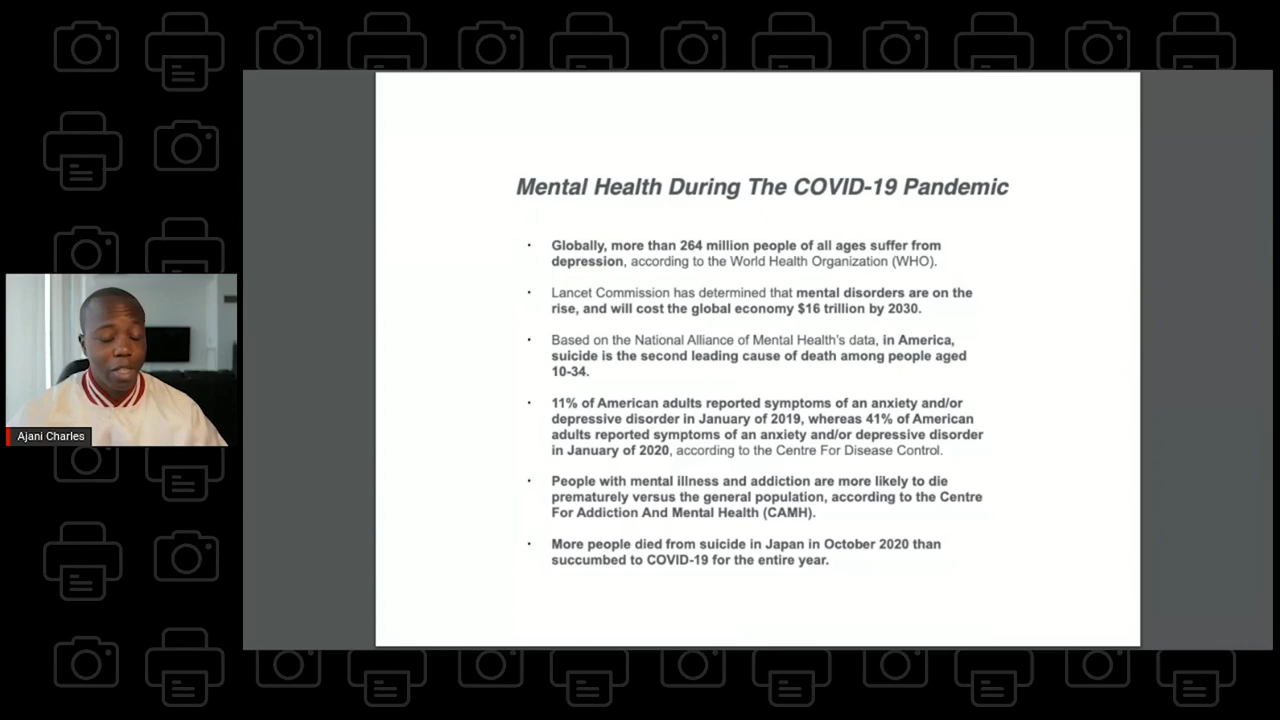 Mental Health During The COVID-19 Pandemic
· Globally, more than 264 million people of all ages suffer from
depression, according to the World Health Organization (WHO).
· Lancet Commission has determined that mental disorders are on the
rise, and will cost the global economy $16 trillion by 2030.
· Based on the National Alliance of Mental Health's data, in America,
suicide is the second leading cause of death among people aged
10-34.
· 11% of American adults reported symptoms of an anxiety and/or
depressive disorder in January of 2019, whereas 41% of American
adults reported symptoms of an anxiety and/or depressive disorder
in January of 2020, according to the Centre For Disease Control.
· People with mental illness and addiction are more likely to die
prematurely versus the general population, according to the Centre
For Addiction And Mental Health (CAMH).
· More people died from suicide in Japan in October 2020 than
succumbed to COVID-19 for the entire year.
Ajani Charles